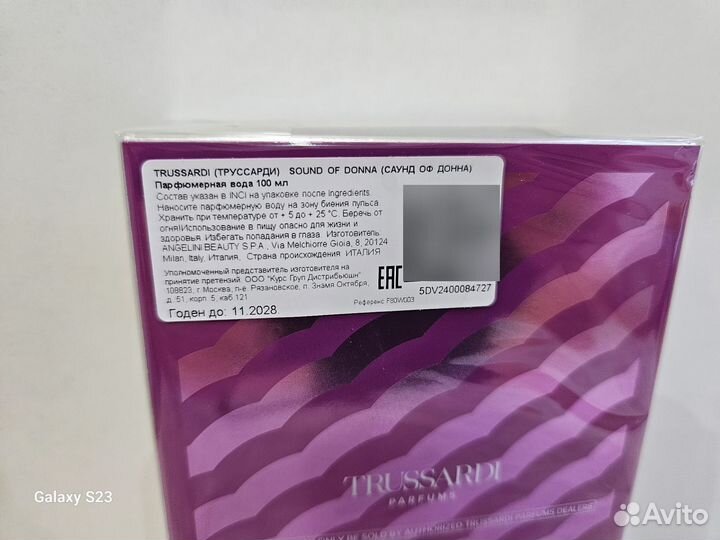 TRUSSARDI (ТРУССАРДИ) SOUND OF DONNA (САУНД ОФ ДОННА)
Парфюмерная вода 100 мл
Состав указан в INCI на упаковке после Ingredients.
Наносите парфюмерную воду на зону биения пульса
Хранить при температуре от + 5 до + 25 °С. Беречь от
огня!Использование в пищу опасно для жизни и
здоровья. Избегать попадания в глаза. Изготовитель:
ANGELINI BEAUTY S.P.A., Via Melchiorre Gioia, 8, 20124
Milan, Italy, Италия, Страна происхождения: ИТАЛИЯ
Уполномоченный представитель изготовителя на
принятие претензий: ООО "Курс Груп Дистрибьюшн"
108823, г. Москва, п-е. Рязановское, п. Знамя Октября,
д. 51, корп. 5, каб.121
EAC
5DV2400084727
Референс F80W003
Годен до: 11.2028
TRUSSARDI
PARFUMS
ONLY BE SOLD BY AUTHORIZED TRUSSARDI PARFUMS DEALERS
Galaxy S23
Avito